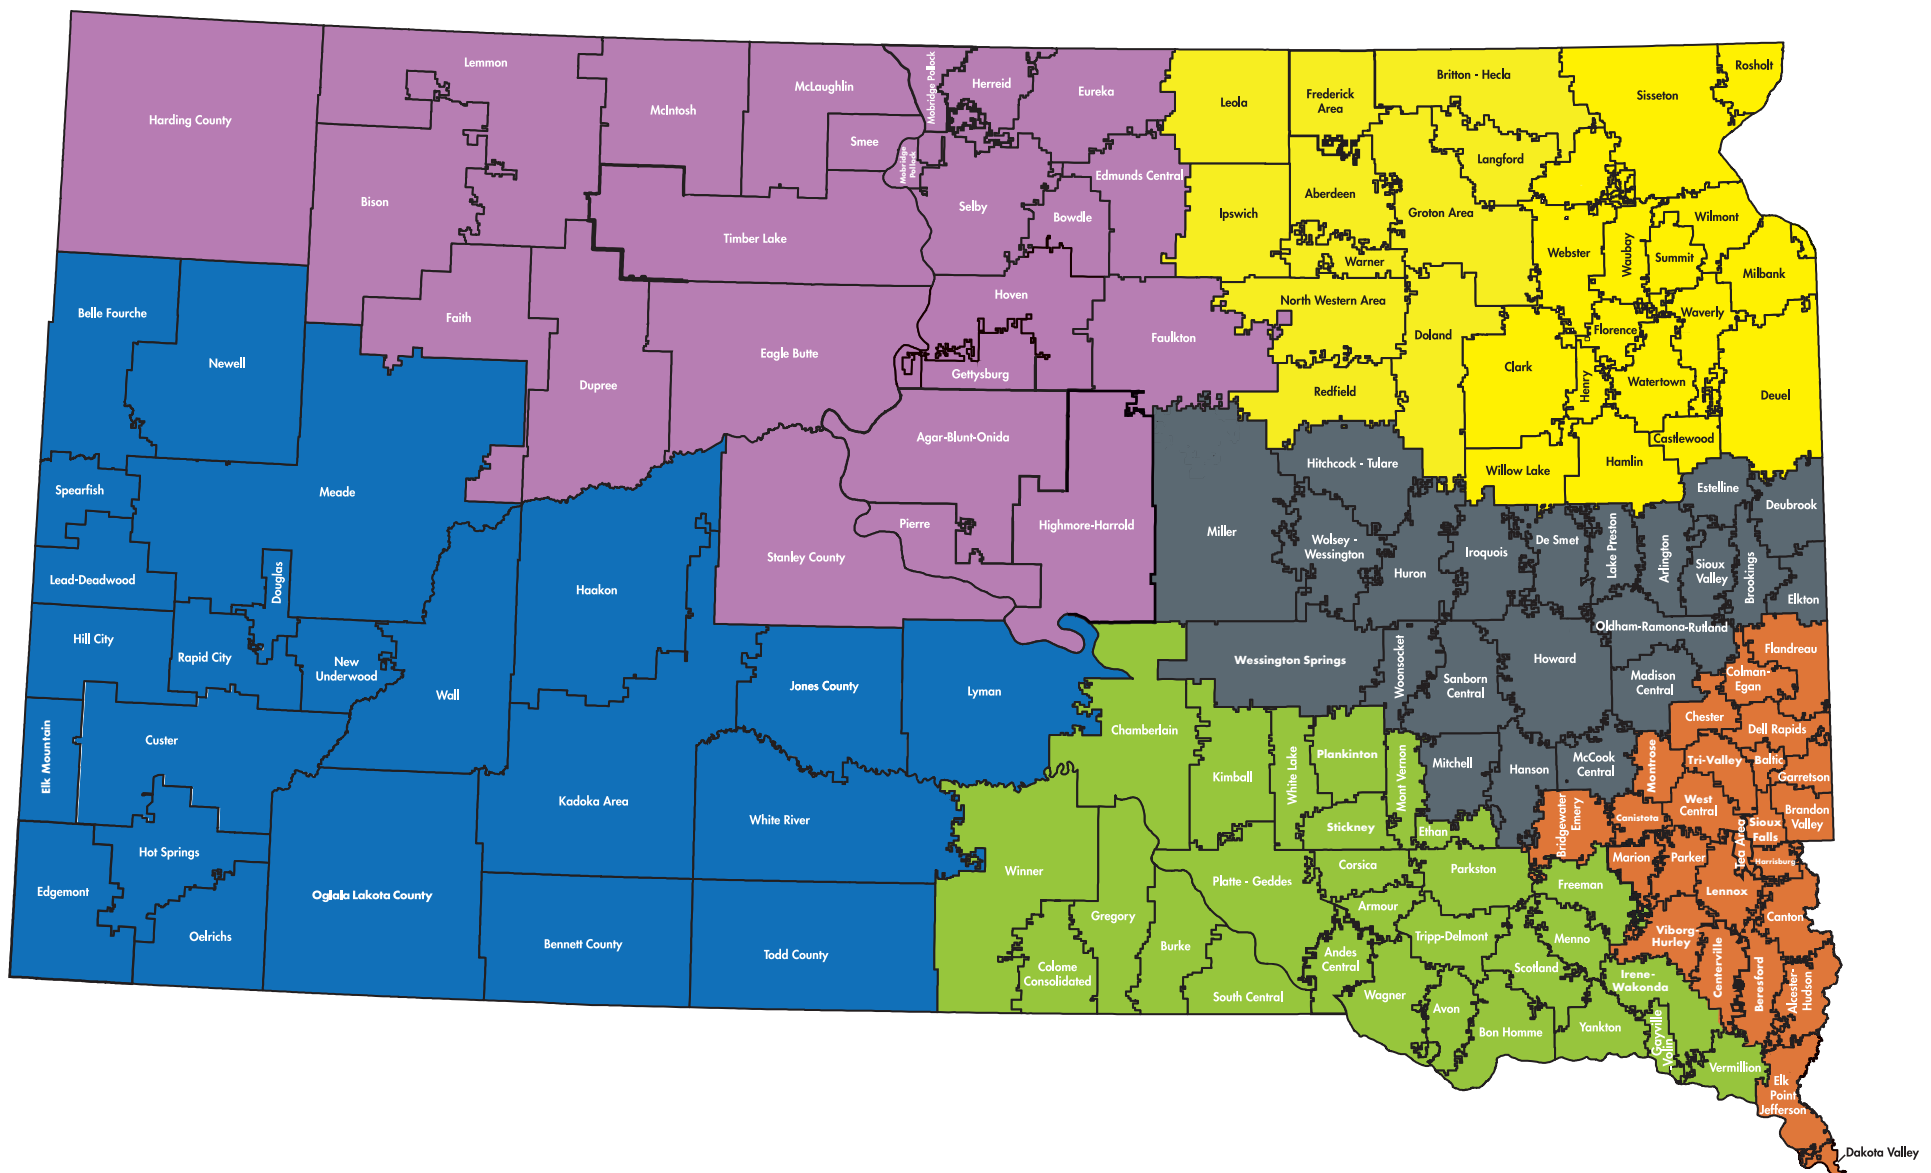 Harding County
Lemmon
McIntosh
McLaughlin
Smee
Mobridge Pollock
Mobridge
Pollock
Herreid
Eureka
Bison
Timber Lake
Selby
Bowdle
Edmunds Central
Faith
Dupree
Eagle Butte
Hoven
Gettysburg
Faulkton
Agar-Blunt-Onida
Pierre
Highmore-Harrold
Stanley County
Leola
Frederick
Area
Britton - Hecla
Sisseton
Rosholt
Langford
Aberdeen
Ipswich
Groton Area
Warner
Webster
Waubay
Summit
Wilmont
Milbank
North Western Area
Doland
Florence
Waverly
Clark
Henry
Watertown
Redfield
Deuel
Castlewood
Willow Lake
Hamlin
Belle Fourche
Newell
Spearfish
Meade
Lead-Deadwood
Douglas
Hill City
Rapid City
New
Underwood
Wall
Haakon
Elk Mountain
Custer
Hot Springs
Edgemont
Oelrichs
Oglala Lakota County
Kadoka Area
Bennett County
Jones County
Lyman
White River
Todd County
Hitchcock - Tulare
Miller
Wolsey -
Wessington
Huron
Iroquois
De Smet
Lake Preston
Arlington
Estelline
Deubrook
Sioux
Valley
Brookings
Elkton
Oldham-Ramona-Rutland
Wessington Springs
Woonsocket
Sanborn
Central
Howard
Madison
Central
Mitchell
Hanson
McCook
Central
Flandreau
Colman-
Egan
Chester
Dell Rapids
Montrose
Tri-Valley
Baltic
Garretson
West
Central
Brandon
Valley
Canistota
Bridgewater
Emery
Sioux
Falls
Tea Area
Harrisburg
Marion
Parker
Lennox
Canton
Viborg-
Hurley
Centerville
Beresford
Alcester-
Hudson
Elk
Point
Jefferson
Dakota Valley
Chamberlain
Kimball
White Lake
Plankinton
Mont Vernon
Stickney
Ethan
Winner
Gregory
Colome
Consolidated
Burke
Platte - Geddes
South Central
Corsica
Armour
Parkston
Freeman
Tripp-Delmont
Menno
Andes
Central
Scotland
Irene-
Wakonda
Wagner
Avon
Bon Homme
Yankton
Gayville
Volin
Vermillion